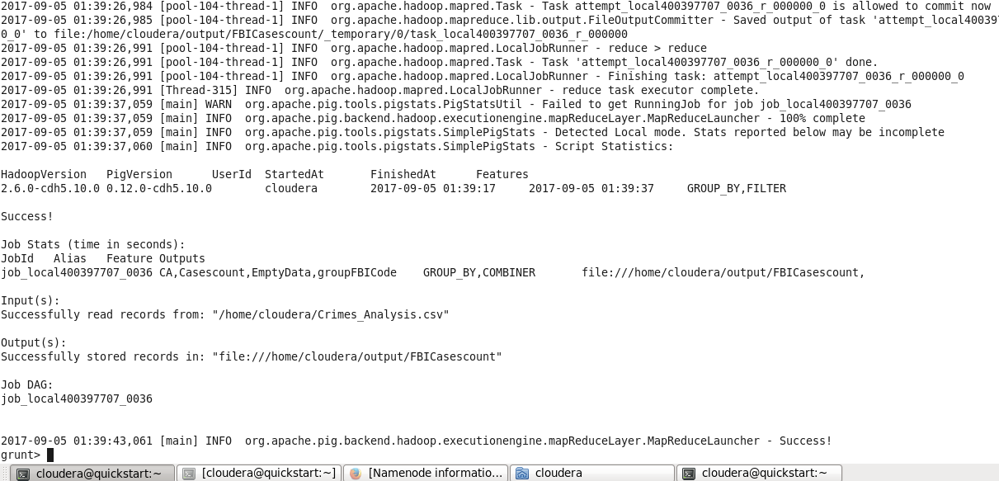 2017-09-05 01:39:26,984 [pool-104-thread-1] INFO  org.apache.hadoop.mapred.Task - Task attempt_local400397707_0036_r_000000_0 is allowed to commit now
2017-09-05 01:39:26,985 [pool-104-thread-1] INFO  org.apache.hadoop.mapreduce.lib.output.FileOutputCommitter - Saved output of task 'attempt_local40039
0_0' to file:/home/cloudera/output/FBICasescount/_temporary/0/task_local400397707_0036_r_000000
2017-09-05 01:39:26,991 [pool-104-thread-1] INFO  org.apache.hadoop.mapred.LocalJobRunner - reduce > reduce
2017-09-05 01:39:26,991 [pool-104-thread-1] INFO  org.apache.hadoop.mapred.Task - Task 'attempt_local400397707_0036_r_000000_0' done.
2017-09-05 01:39:26,991 [pool-104-thread-1] INFO  org.apache.hadoop.mapred.LocalJobRunner - Finishing task: attempt_local400397707_0036_r_000000_0
2017-09-05 01:39:26,991 [Thread-315] INFO  org.apache.hadoop.mapred.LocalJobRunner - reduce task executor complete.
2017-09-05 01:39:37,059 [main] WARN  org.apache.pig.tools.pigstats.PigStatsUtil - Failed to get RunningJob for job job_local400397707_0036
2017-09-05 01:39:37,059 [main] INFO  org.apache.pig.backend.hadoop.executionengine.mapReduceLayer.MapReduceLauncher - 100% complete
2017-09-05 01:39:37,059 [main] INFO  org.apache.pig.tools.pigstats.SimplePigStats - Detected Local mode. Stats reported below may be incomplete
2017-09-05 01:39:37,060 [main] INFO  org.apache.pig.tools.pigstats.SimplePigStats - Script Statistics:
HadoopVersion   PigVersion      UserId  StartedAt       FinishedAt      Features
2.6.0-cdh5.10.0 0.12.0-cdh5.10.0        cloudera        2017-09-05 01:39:17     2017-09-05 01:39:37     GROUP_BY,FILTER
Success!
Job Stats (time in seconds):
JobId   Alias   Feature Outputs
job_local400397707_0036 CA,Casescount,EmptyData,groupFBICode    GROUP_BY,COMBINER       file:///home/cloudera/output/FBICasescount,
Input(s):
Successfully read records from: "/home/cloudera/Crimes_Analysis.csv"
Output(s):
Successfully stored records in: "file:///home/cloudera/output/FBICasescount"
Job DAG:
job_local400397707_0036
2017-09-05 01:39:43,061 [main] INFO  org.apache.pig.backend.hadoop.executionengine.mapReduceLayer.MapReduceLauncher - Success!
grunt>
cloudera@quickstart:~ [cloudera@quickstart:~] [Namenode informatio... cloudera cloudera@quickstart:~